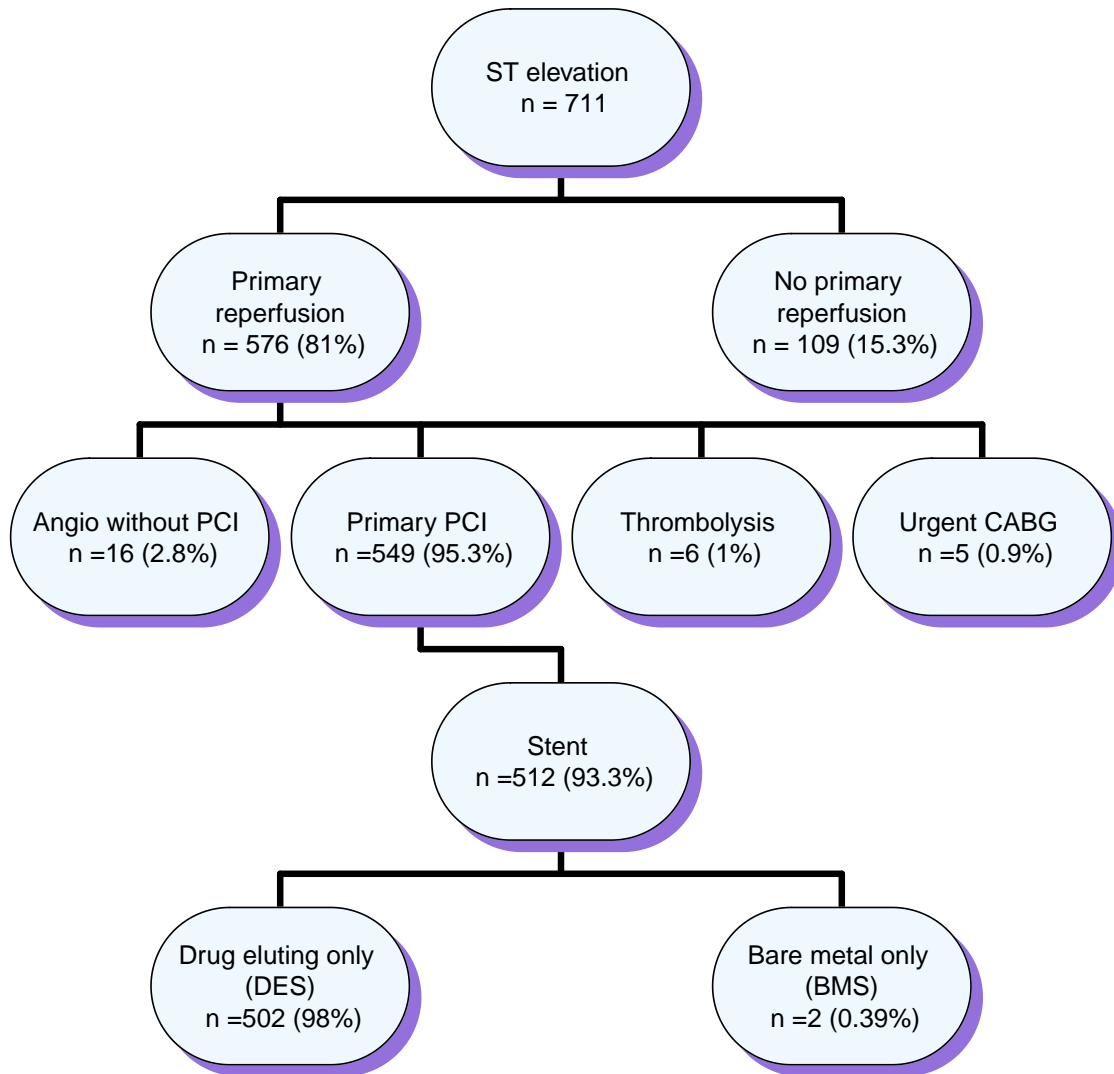 ST elevation
n = 711
Primary
reperfusion
n = 576 (81%)
No primary
reperfusion
n = 109 (15.3%)
Angio without PCI
n =16 (2.8%)
Primary PCI
n =549 (95.3%)
Thrombolysis
n =6 (1%)
Urgent CABG
n =5 (0.9%)
Stent
n =512 (93.3%)
Drug eluting only
(DES)
n =502 (98%)
Bare metal only
(BMS)
n =2 (0.39%)